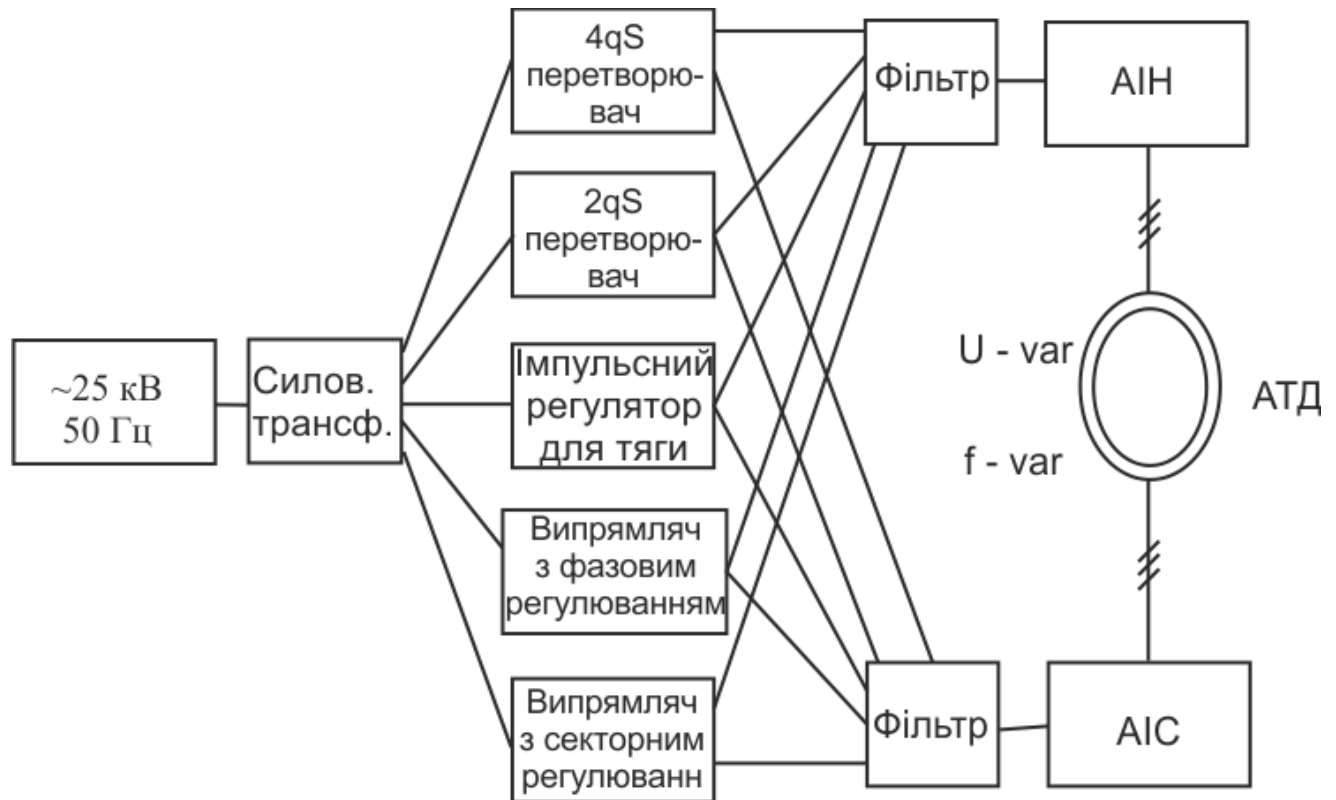 ~25 кВ
50 Гц
Силов.
трансф.
4qS
перетворю-
вач
2qS
перетворю-
вач
Імпульсний
регулятор
для тяги
Випрямляч
з фазовим
регулюванням
Випрямляч
з секторним
регулюванн
Фільтр
АІН
U - var
f - var
АТД
Фільтр
АІС